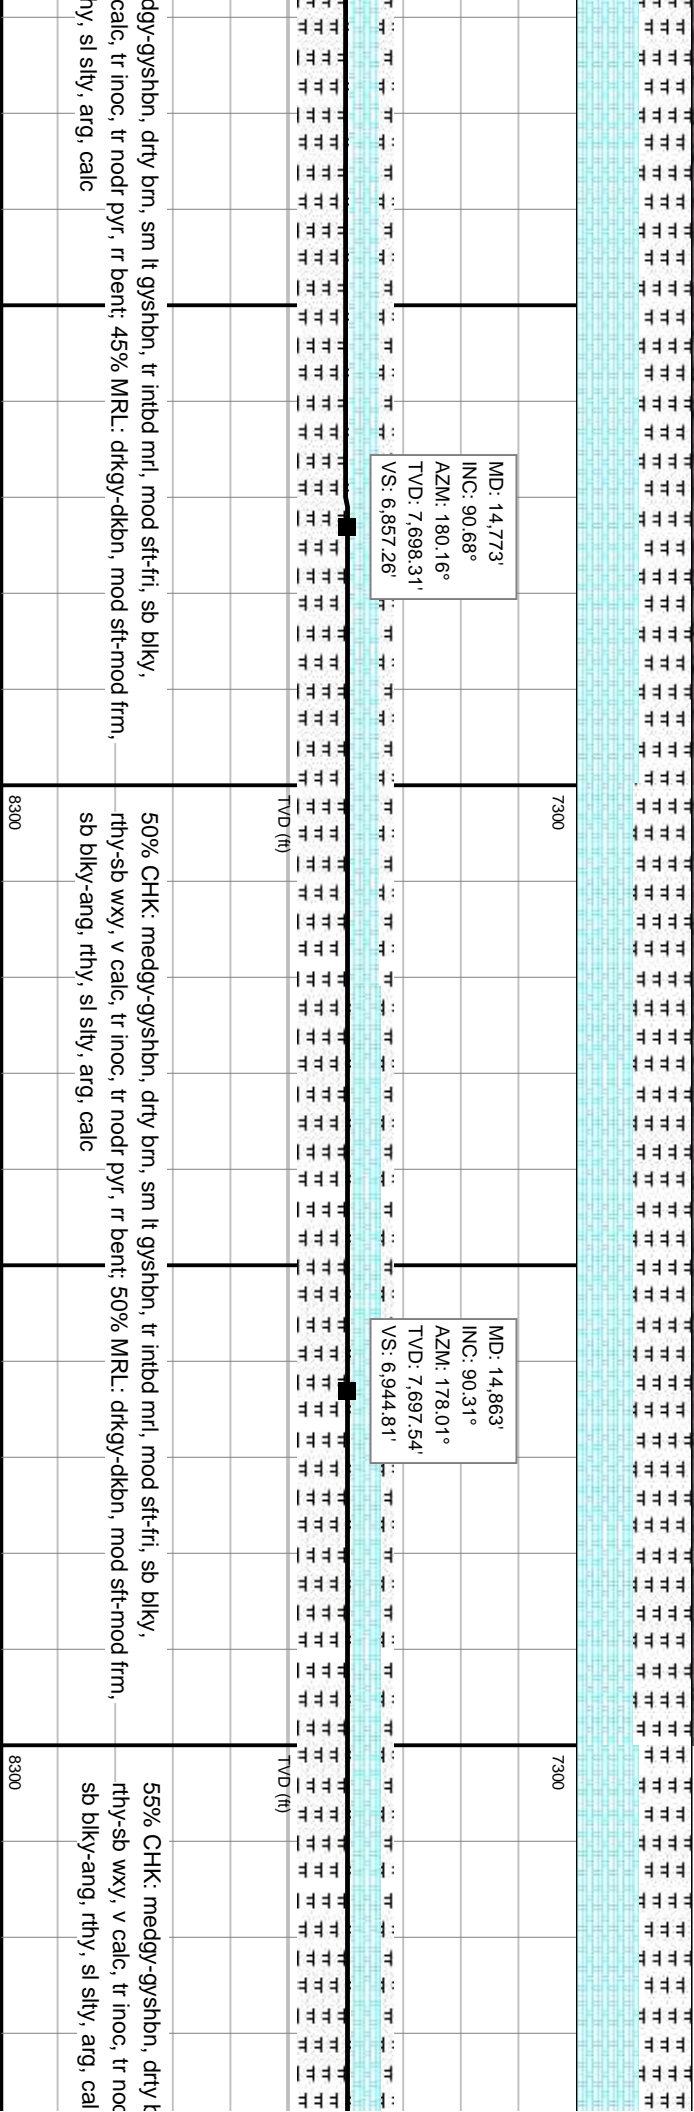 dgy-gyshbn, drty brn, sm lt gyshbn, tr intbd mrl, mod sft-fri, sb blky,
calc, tr inoc, tr nodr pyr, rr bent; 45% MRL: drkgy-dkbn, mod sft-mod frm,
hy, sl slty, arg, calc
MD: 14,773'
INC: 90.68°
AZM: 180.16°
TVD: 7,698.31'
VS: 6,857.26'
7300
TVD (ft)
8300
50% CHK: medgy-gyshbn, drty brn, sm lt gyshbn, tr intbd mrl, mod sft-fri, sb blky,
rthy-sb wxy, v calc, tr inoc, tr nodr pyr, rr bent; 50% MRL: drkgy-dkbn, mod sft-mod frm,
sb blky-ang, rthy, sl slty, arg, calc
MD: 14,863'
INC: 90.31°
AZM: 178.01°
TVD: 7,697.54'
VS: 6,944.81'
7300
TVD (ft)
8300
55% CHK: medgy-gyshbn, drty b
rthy-sb wxy, v calc, tr inoc, tr noc
sb blky-ang, rthy, sl slty, arg, cal